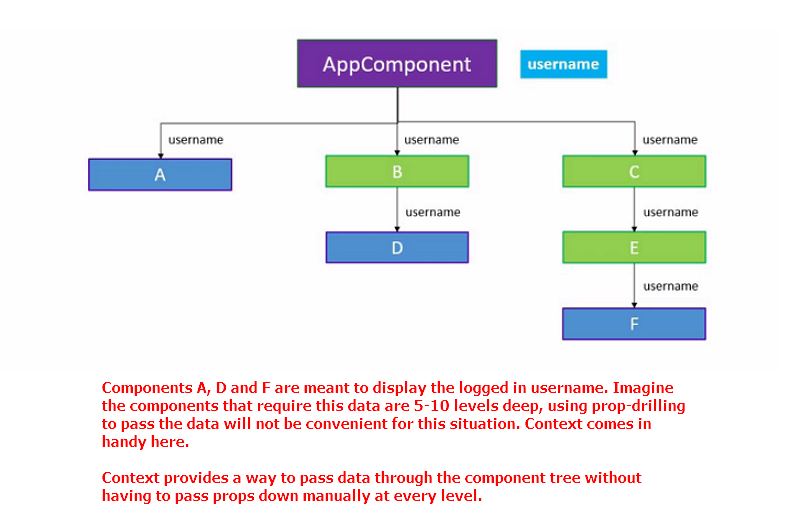 AppComponent
username
username
username
username
A
B
C
username
username
D
E
username
F
Components A, D and F are meant to display the logged in username. Imagine
the components that require this data are 5-10 levels deep, using prop-drilling
to pass the data will not be convenient for this situation. Context comes in
handy here.
Context provides a way to pass data through the component tree without
having to pass props down manually at every level.